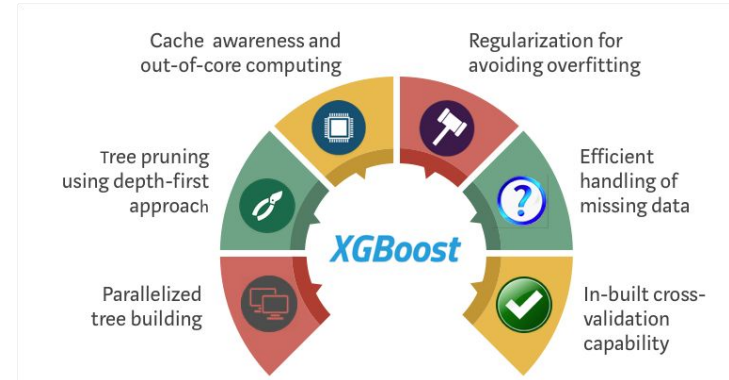 Cache awareness and
out-of-core computing
Regularization for
avoiding overfitting
Tree pruning
using depth-first
approach
Efficient
handling of
missing data
XGBoost
Parallelized
tree building
In-built cross-
validation
capability